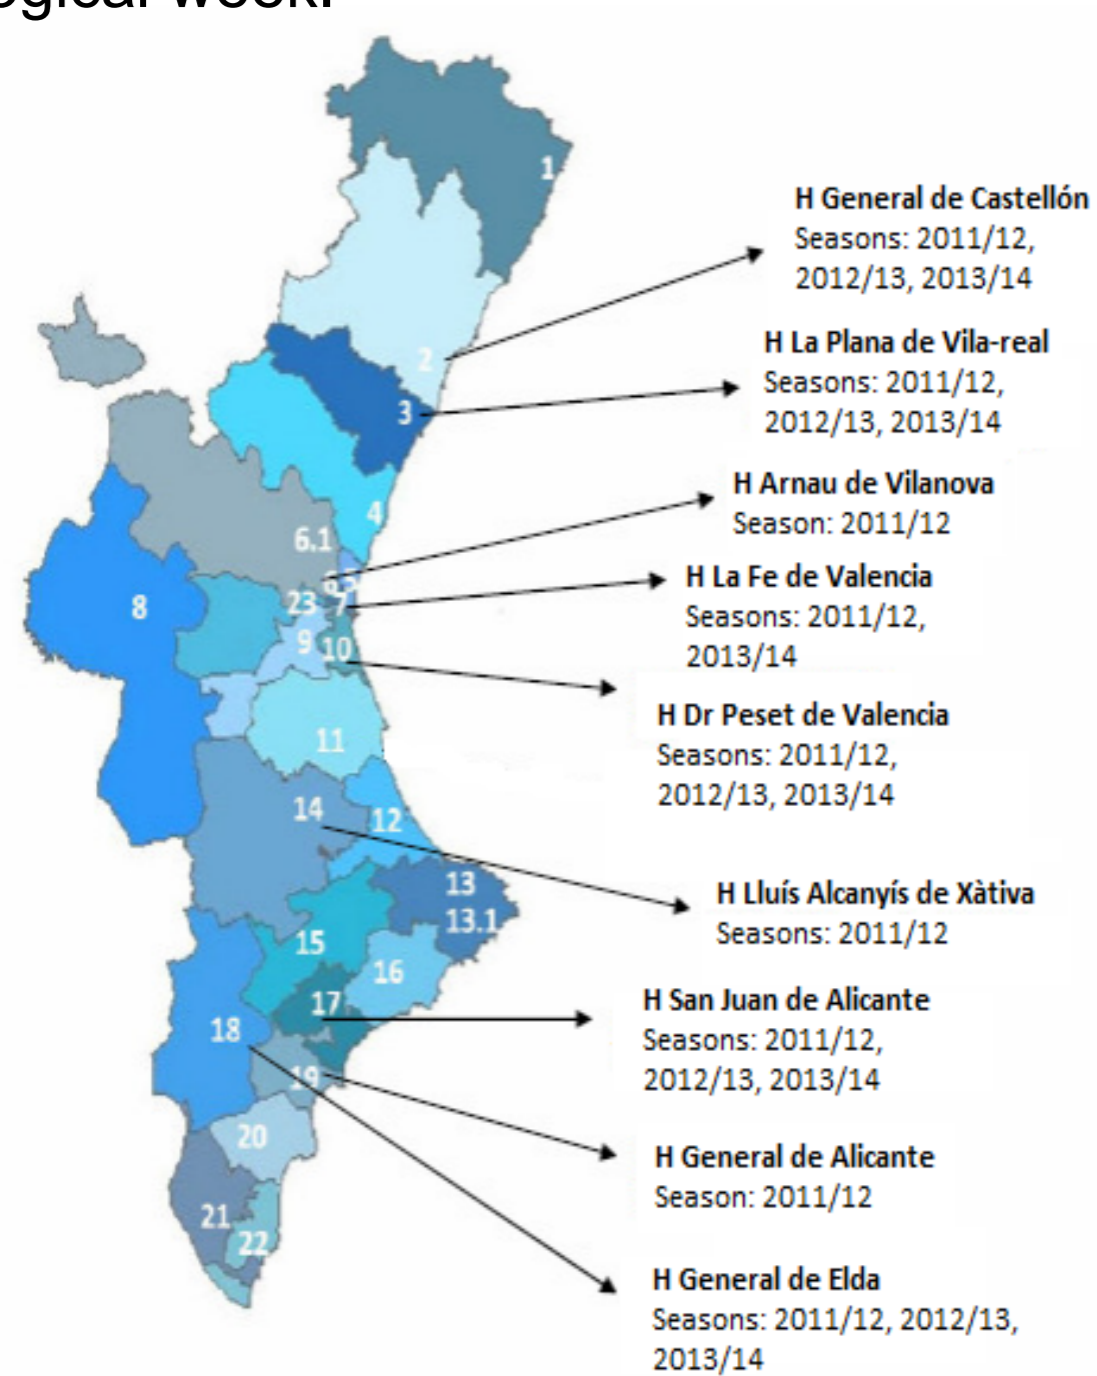 week.
1
H General de Castellón
Seasons: 2011/12,
2012/13, 2013/14
2
H La Plana de Vila-real
Seasons: 2011/12,
2012/13, 2013/14
3
H Arnau de Vilanova
Season: 2011/12
4
6.1
H La Fe de Valencia
Seasons: 2011/12,
2013/14
8
23
7
9
10
H Dr Peset de Valencia
Seasons: 2011/12,
2012/13, 2013/14
11
14
12
13
13.1
H Lluís Alcanyís de Xàtiva
Seasons: 2011/12
15
16
17
H San Juan de Alicante
Seasons: 2011/12,
2012/13, 2013/14
18
19
20
H General de Alicante
Season: 2011/12
21
22
H General de Elda
Seasons: 2011/12, 2012/13,
2013/14